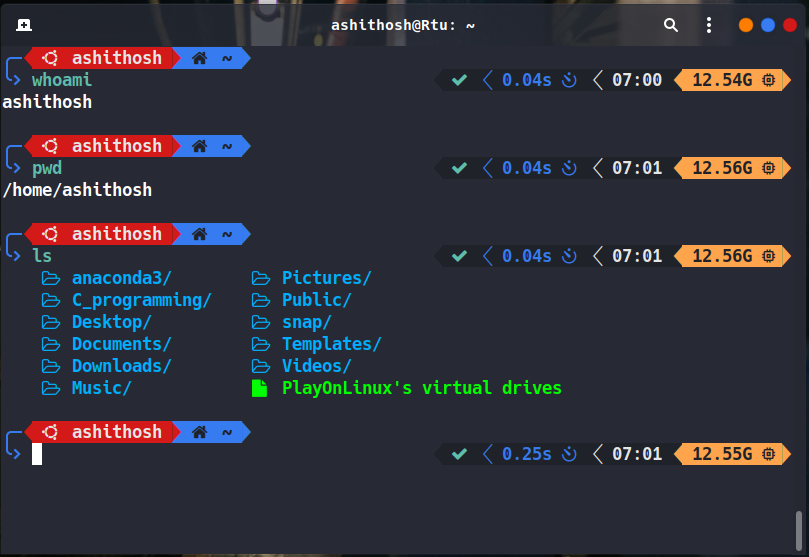 ashithosh@Rtu: ~
ashithosh ~
whoami 0.04s 07:00 12.54G
ashithosh
ashithosh ~
pwd 0.04s 07:01 12.56G
/home/ashithosh
ashithosh ~
ls 0.04s 07:01 12.56G
anaconda3/ Pictures/
C_programming/ Public/
Desktop/ snap/
Documents/ Templates/
Downloads/ Videos/
Music/ PlayOnLinux's virtual drives
ashithosh ~
0.25s 07:01 12.55G